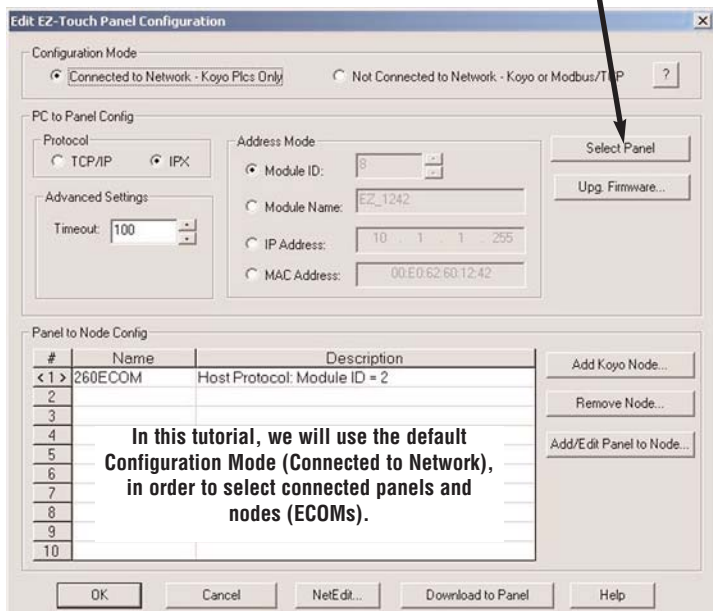 Edit EZ-Touch Panel Configuration
Configuration Mode
Connected to Network - Koyo Plcs Only
Not Connected to Network - Koyo or Modbus/TCP
?
PC to Panel Config
Protocol
TCP/IP
IPX
Advanced Settings
Timeout: 100
Address Mode
Module ID: 8
Module Name: EZ_1242
IP Address: 10 . 1 . 1 . 255
MAC Address: 00:E0:62:60:12:42
Select Panel
Upg. Firmware...
Panel to Node Config
# Name Description
<1> 260ECOM Host Protocol: Module ID = 2
2
3
4
5
6
7
8
9
10
In this tutorial, we will use the default
Configuration Mode (Connected to Network),
in order to select connected panels and
nodes (ECOMs).
Add Koyo Node...
Remove Node...
Add/Edit Panel to Node...
OK Cancel NetEdit... Download to Panel Help